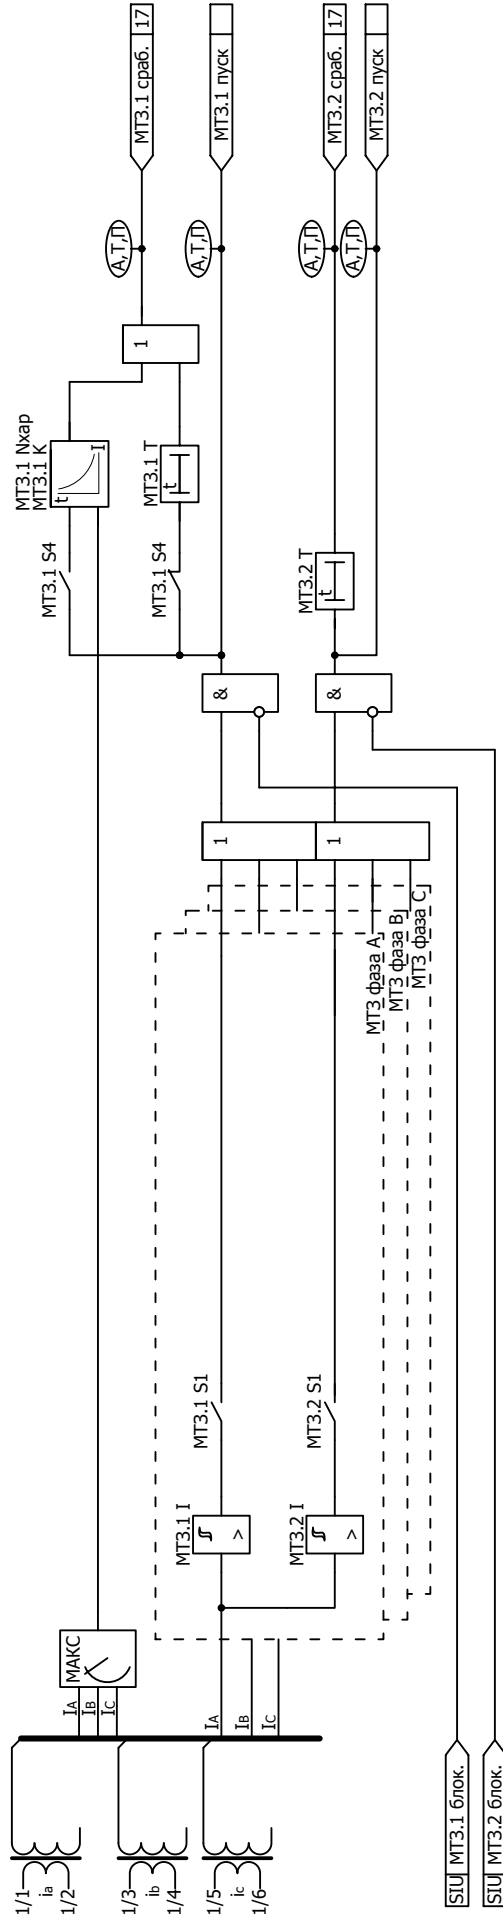 1/1
ia
1/2
1/3
ib
1/4
1/5
ic
1/6
IA
IB
IC
МАКС
IA
IB
IC
МТЗ.1 I
>
МТЗ.2 I
>
МТЗ.1 S1
МТЗ.2 S1
МТЗ фаза А
МТЗ фаза В
МТЗ фаза С
1
1
&
&
МТЗ.1 S4
МТЗ.1 S4
МТЗ.1 Nхар
МТЗ.1 К
t
I
МТЗ.1 Т
t
МТЗ.2 Т
t
1
А,Т,П
А,Т,П
А,Т,П
А,Т,П
МТЗ.1 сраб. 17
МТЗ.1 пуск
МТЗ.2 сраб. 17
МТЗ.2 пуск
SIU МТЗ.1 блок.
SIU МТЗ.2 блок.